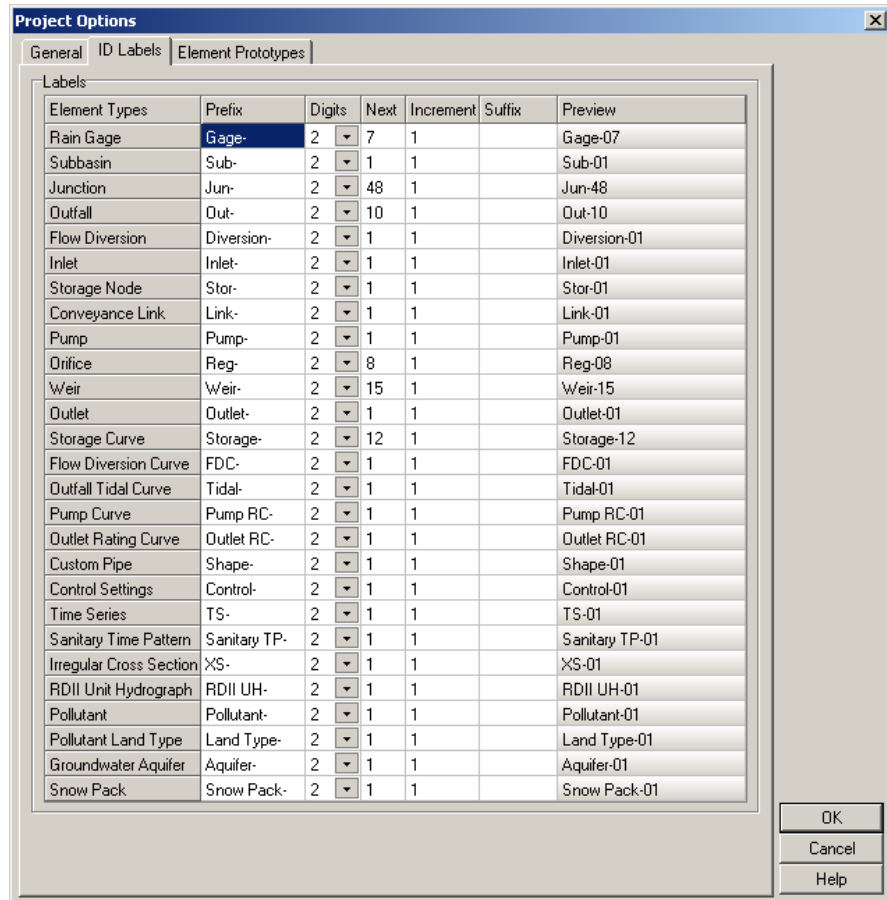 Project Options
General ID Labels Element Prototypes
Labels
Element Types Prefix Digits Next Increment Suffix Preview
Rain Gage Gage- 2 7 1 Gage-07
Subbasin Sub- 2 1 1 Sub-01
Junction Jun- 2 48 1 Jun-48
Outfall Out- 2 10 1 Out-10
Flow Diversion Diversion- 2 1 1 Diversion-01
Inlet Inlet- 2 1 1 Inlet-01
Storage Node Stor- 2 1 1 Stor-01
Conveyance Link Link- 2 1 1 Link-01
Pump Pump- 2 1 1 Pump-01
Orifice Reg- 2 8 1 Reg-08
Weir Weir- 2 15 1 Weir-15
Outlet Outlet- 2 1 1 Outlet-01
Storage Curve Storage- 2 12 1 Storage-12
Flow Diversion Curve FDC- 2 1 1 FDC-01
Outfall Tidal Curve Tidal- 2 1 1 Tidal-01
Pump Curve Pump RC- 2 1 1 Pump RC-01
Outlet Rating Curve Outlet RC- 2 1 1 Outlet RC-01
Custom Pipe Shape- 2 1 1 Shape-01
Control Settings Control- 2 1 1 Control-01
Time Series TS- 2 1 1 TS-01
Sanitary Time Pattern Sanitary TP- 2 1 1 Sanitary TP-01
Irregular Cross Section XS- 2 1 1 XS-01
RDII Unit Hydrograph RDII UH- 2 1 1 RDII UH-01
Pollutant Pollutant- 2 1 1 Pollutant-01
Pollutant Land Type Land Type- 2 1 1 Land Type-01
Groundwater Aquifer Aquifer- 2 1 1 Aquifer-01
Snow Pack Snow Pack- 2 1 1 Snow Pack-01
OK
Cancel
Help